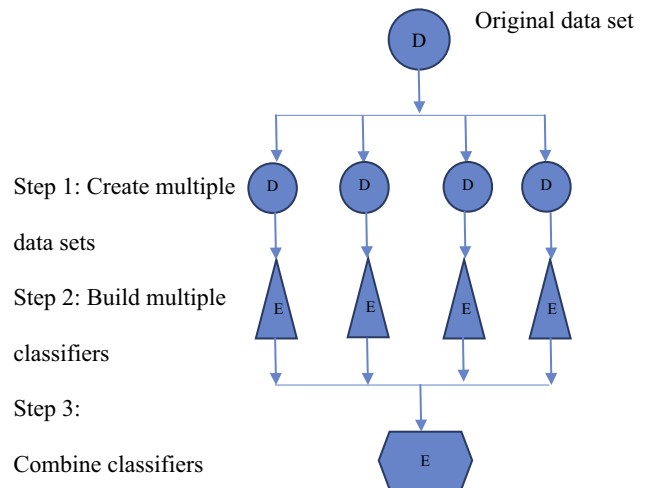 Original data set
D
Step 1: Create multiple
data sets
D D D D
Step 2: Build multiple
classifiers
E E E E
Step 3:
Combine classifiers
E